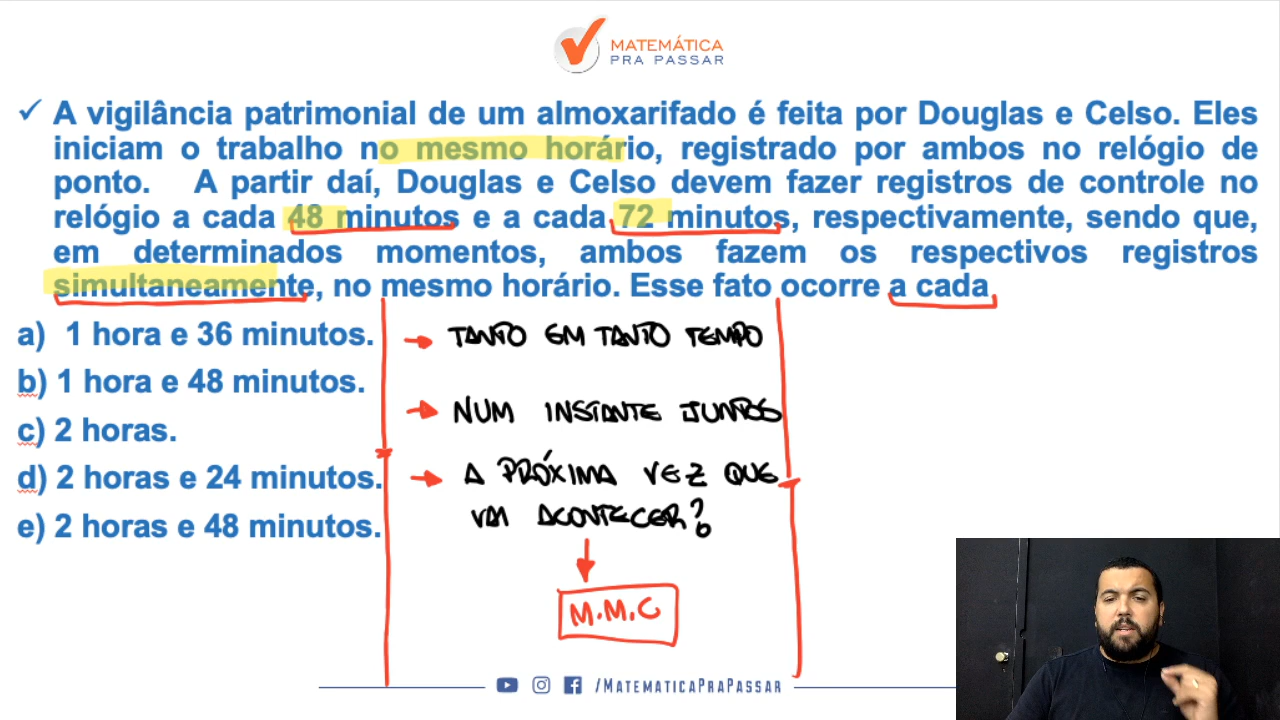 MATEMÁTICA
PRA PASSAR
✓ A vigilância patrimonial de um almoxarifado é feita por Douglas e Celso. Eles
iniciam o trabalho no mesmo horário, registrado por ambos no relógio de
ponto. A partir daí, Douglas e Celso devem fazer registros de controle no
relógio a cada 48 minutos e a cada 72 minutos, respectivamente, sendo que,
em determinados momentos, ambos fazem os respectivos registros
simultaneamente, no mesmo horário. Esse fato ocorre a cada
a) 1 hora e 36 minutos.
b) 1 hora e 48 minutos.
c) 2 horas.
d) 2 horas e 24 minutos.
e) 2 horas e 48 minutos.
→ TANTO EM TANTO TEMPO
→ NUM INSTANTE JUNTOS
→ A PRÓXIMA VEZ QUE
VAI ACONTECER?
M.M.C
/MATEMATICAPRAPASSAR